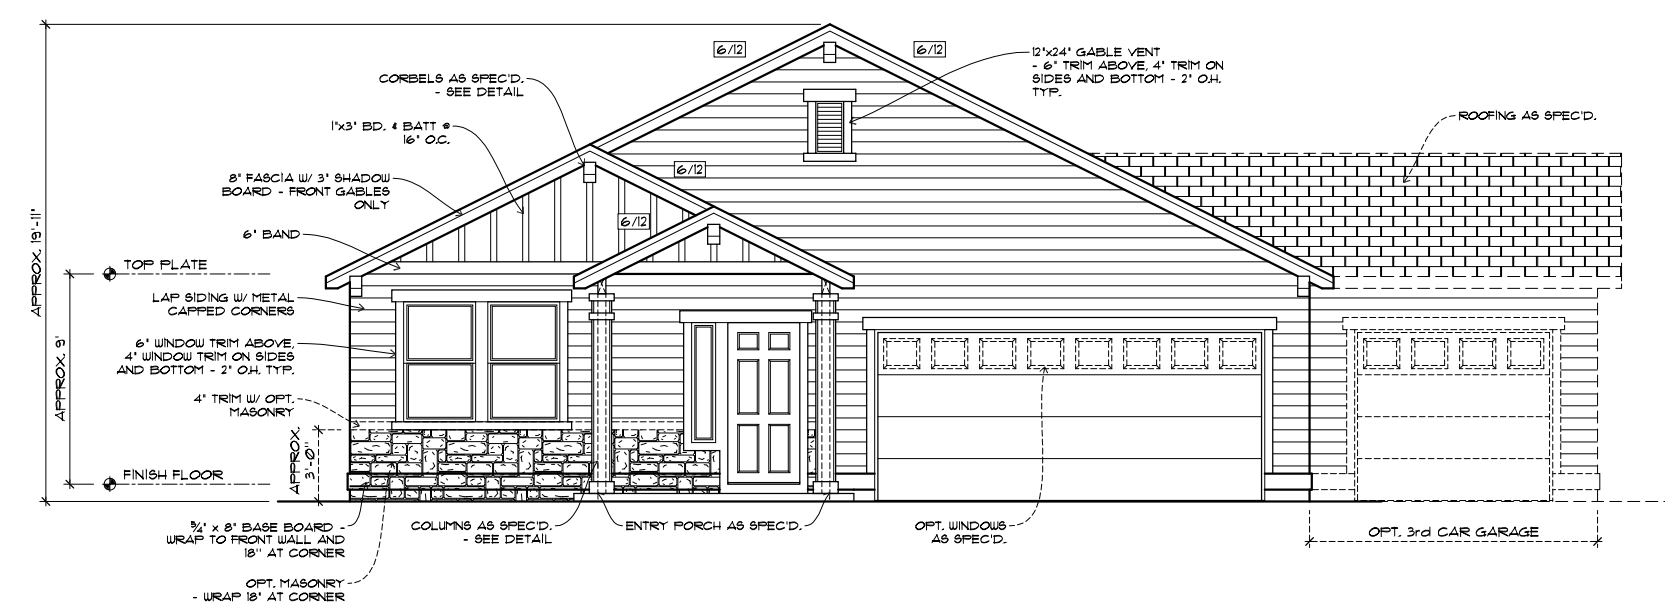 6/12
6/12
12"x24" GABLE VENT
- 6" TRIM ABOVE, 4" TRIM ON
SIDES AND BOTTOM - 2" O.H.
TYP.
CORBELS AS SPEC'D.
- SEE DETAIL
ROOFING AS SPEC'D.
1"x3" BD. & BATT @
16" O.C.
6/12
8" FASCIA W/ 3" SHADOW
BOARD - FRONT GABLES
ONLY
6/12
6" BAND
APPROX. 19'-11"
TOP PLATE
LAP SIDING W/ METAL
CAPPED CORNERS
6" WINDOW TRIM ABOVE,
4" WINDOW TRIM ON SIDES
AND BOTTOM - 2" O.H. TYP.
APPROX. 9'
4" TRIM W/ OPT.
MASONRY
APPROX.
3'-0"
FINISH FLOOR
5/4" x 8" BASE BOARD -
WRAP TO FRONT WALL AND
18" AT CORNER
COLUMNS AS SPEC'D.
- SEE DETAIL
ENTRY PORCH AS SPEC'D.
OPT. WINDOWS
AS SPEC'D.
OPT. 3rd CAR GARAGE
OPT. MASONRY
- WRAP 18" AT CORNER